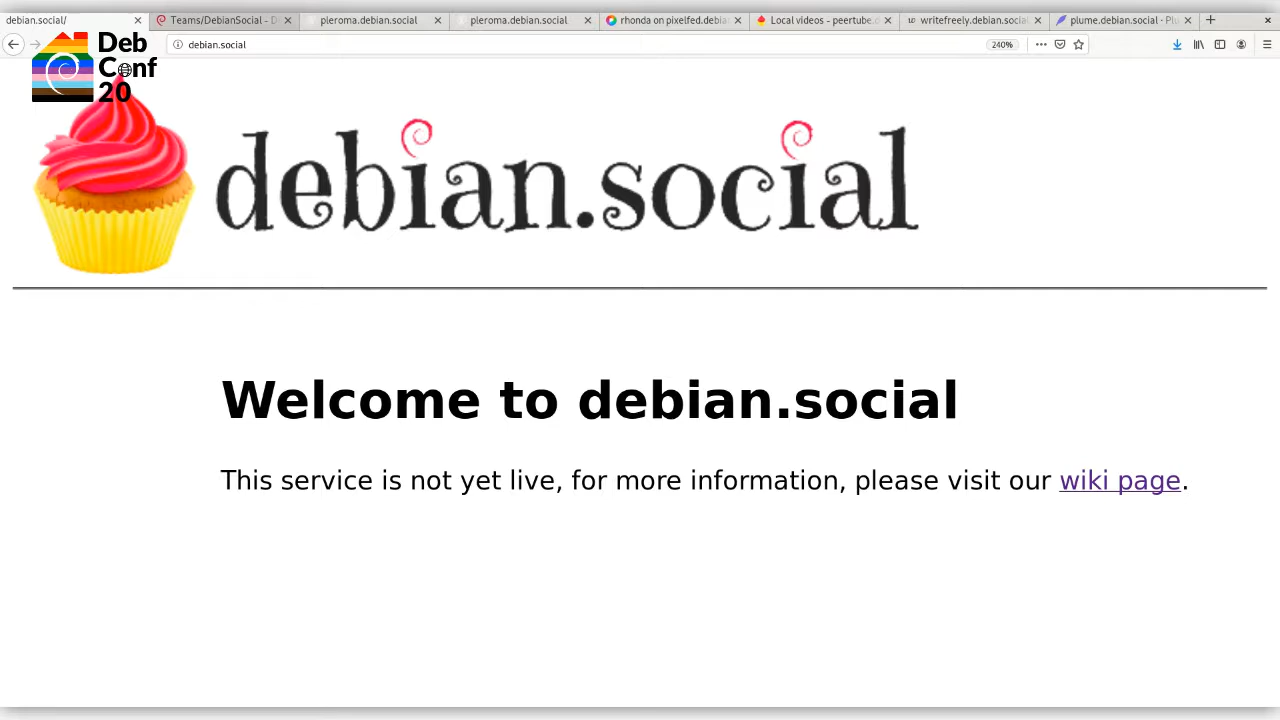 debian.social/
Teams/DebianSocial - D
pleroma.debian.social
pleroma.debian.social
rhonda on pixelfed.debia
Local videos - peertube.d
writefreely.debian.social
plume.debian.social · Plu
debian.social
240%
Deb
Conf
20
debian.social
Welcome to debian.social
This service is not yet live, for more information, please visit our wiki page.